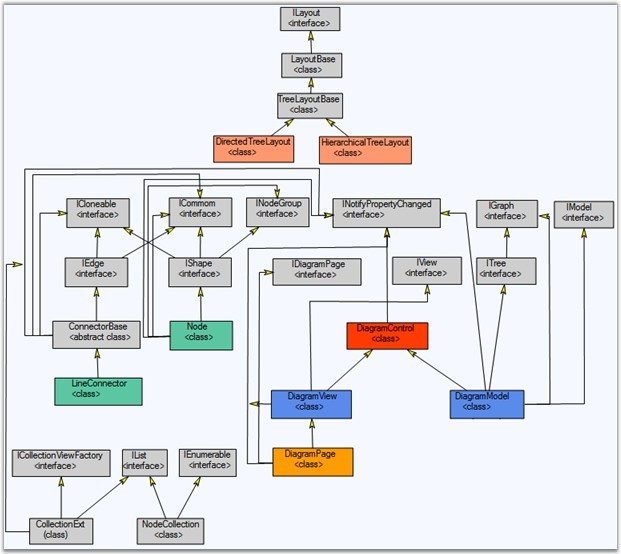 ILayout
<interface>
LayoutBase
<class>
TreeLayoutBase
<class>
DirectedTreeLayout
<class>
HierarchicalTreeLayout
<class>
ICloneable
<interface>
ICommom
<interface>
INodeGroup
<interface>
INotifyPropertyChanged
<interface>
IGraph
<interface>
IModel
<interface>
IEdge
<interface>
IShape
<interface>
IDiagramPage
<interface>
IView
<interface>
ITree
<interface>
ConnectorBase
<abstract class>
Node
<class>
DiagramControl
<class>
LineConnector
<class>
DiagramView
<class>
DiagramModel
<class>
ICollectionViewFactory
<interface>
IList
<interface>
IEnumerable
<interface>
DiagramPage
<class>
CollectionExt
(class)
NodeCollection
<class>